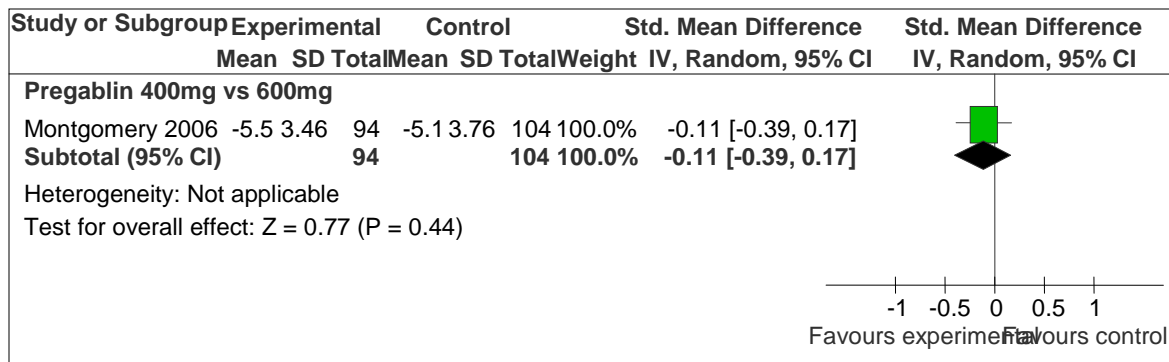 Study or Subgroup Experimental Control Std. Mean Difference Std. Mean Difference
Mean SD Total Mean SD Total Weight IV, Random, 95% CI IV, Random, 95% CI
Pregablin 400mg vs 600mg
Montgomery 2006 -5.5 3.46 94 -5.1 3.76 104 100.0% -0.11 [-0.39, 0.17]
Subtotal (95% CI) 94 104 100.0% -0.11 [-0.39, 0.17]
Heterogeneity: Not applicable
Test for overall effect: Z = 0.77 (P = 0.44)
-1 -0.5 0 0.5 1
Favours experimental Favours control